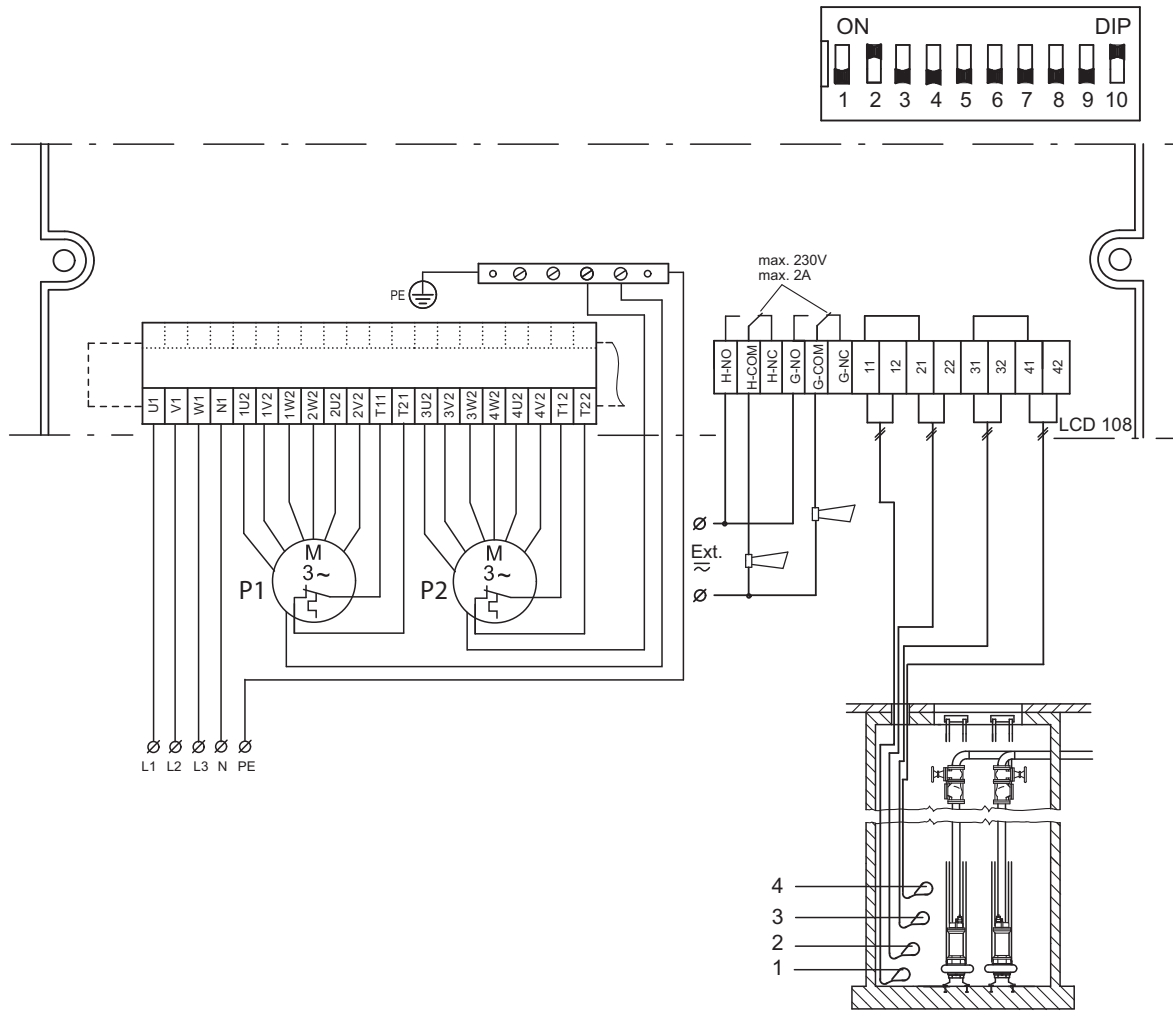 ON DIP
1 2 3 4 5 6 7 8 9 10
max. 230V
max. 2A
PE
U1 V1 W1 N1 1U2 1V2 1W2 2W2 2U2 2V2 T11 T21 3U2 3V2 3W2 4W2 4U2 4V2 T12 T22
H-NO H-COM H-NC G-NO G-COM G-NC 11 12 21 22 31 32 41 42
LCD 108
M
3~
P1
M
3~
P2
Ext.
L1 L2 L3 N PE
4
3
2
1